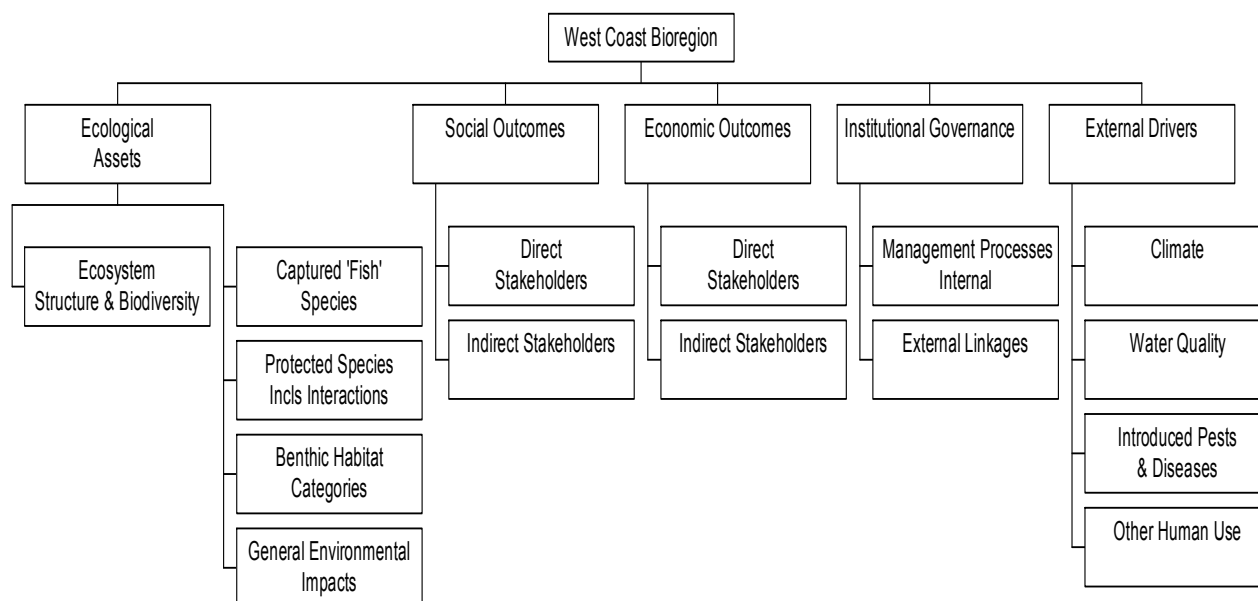 West Coast Bioregion
Ecological
Assets
Social Outcomes
Economic Outcomes
Institutional Governance
External Drivers
Ecosystem
Structure & Biodiversity
Captured 'Fish'
Species
Protected Species
Incls Interactions
Benthic Habitat
Categories
General Environmental
Impacts
Direct
Stakeholders
Indirect Stakeholders
Direct
Stakeholders
Indirect Stakeholders
Management Processes
Internal
External Linkages
Climate
Water Quality
Introduced Pests
& Diseases
Other Human Use